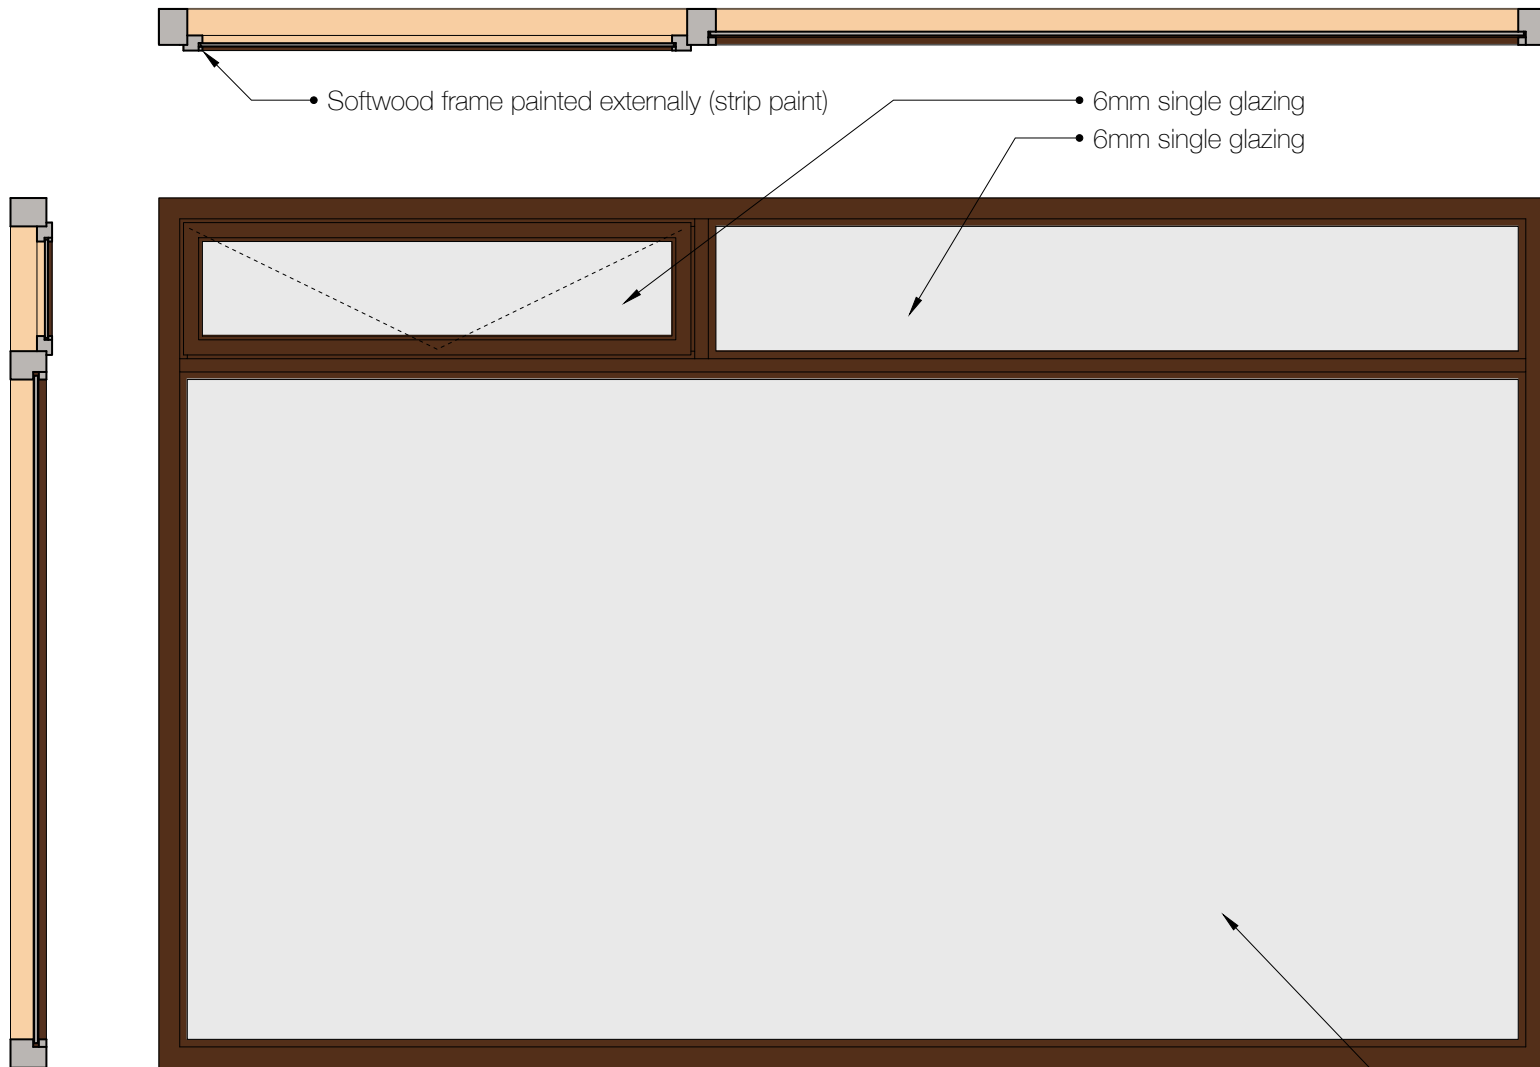 Softwood frame painted externally (strip paint)
6mm single glazing
6mm single glazing